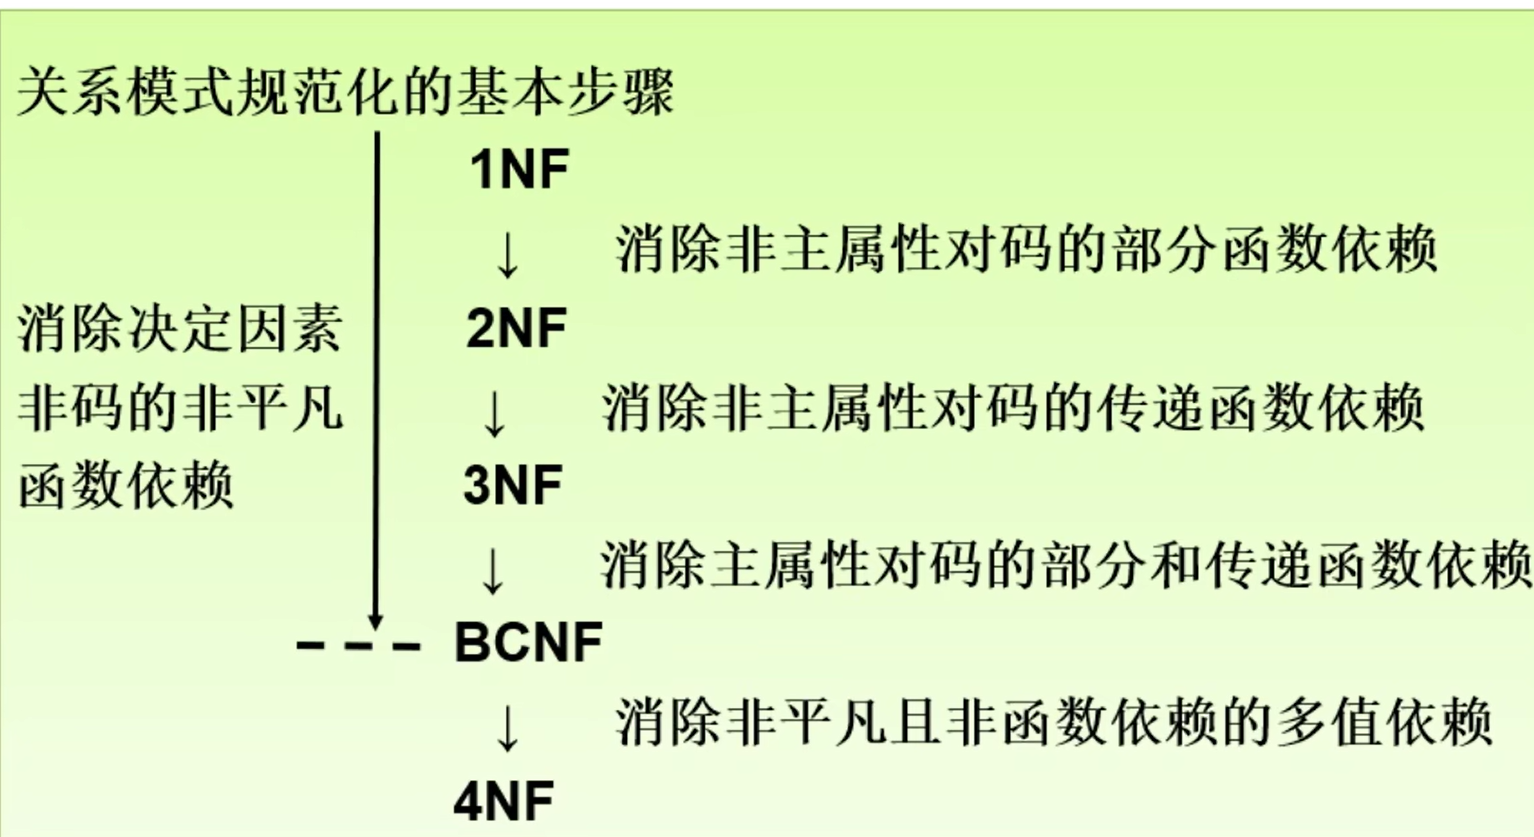 关系模式规范化的基本步骤
1NF
↓ 消除非主属性对码的部分函数依赖
消除决定因素 2NF
非码的非平凡 ↓ 消除非主属性对码的传递函数依赖
函数依赖 3NF
↓ 消除主属性对码的部分和传递函数依赖
BCNF
↓ 消除非平凡且非函数依赖的多值依赖
4NF